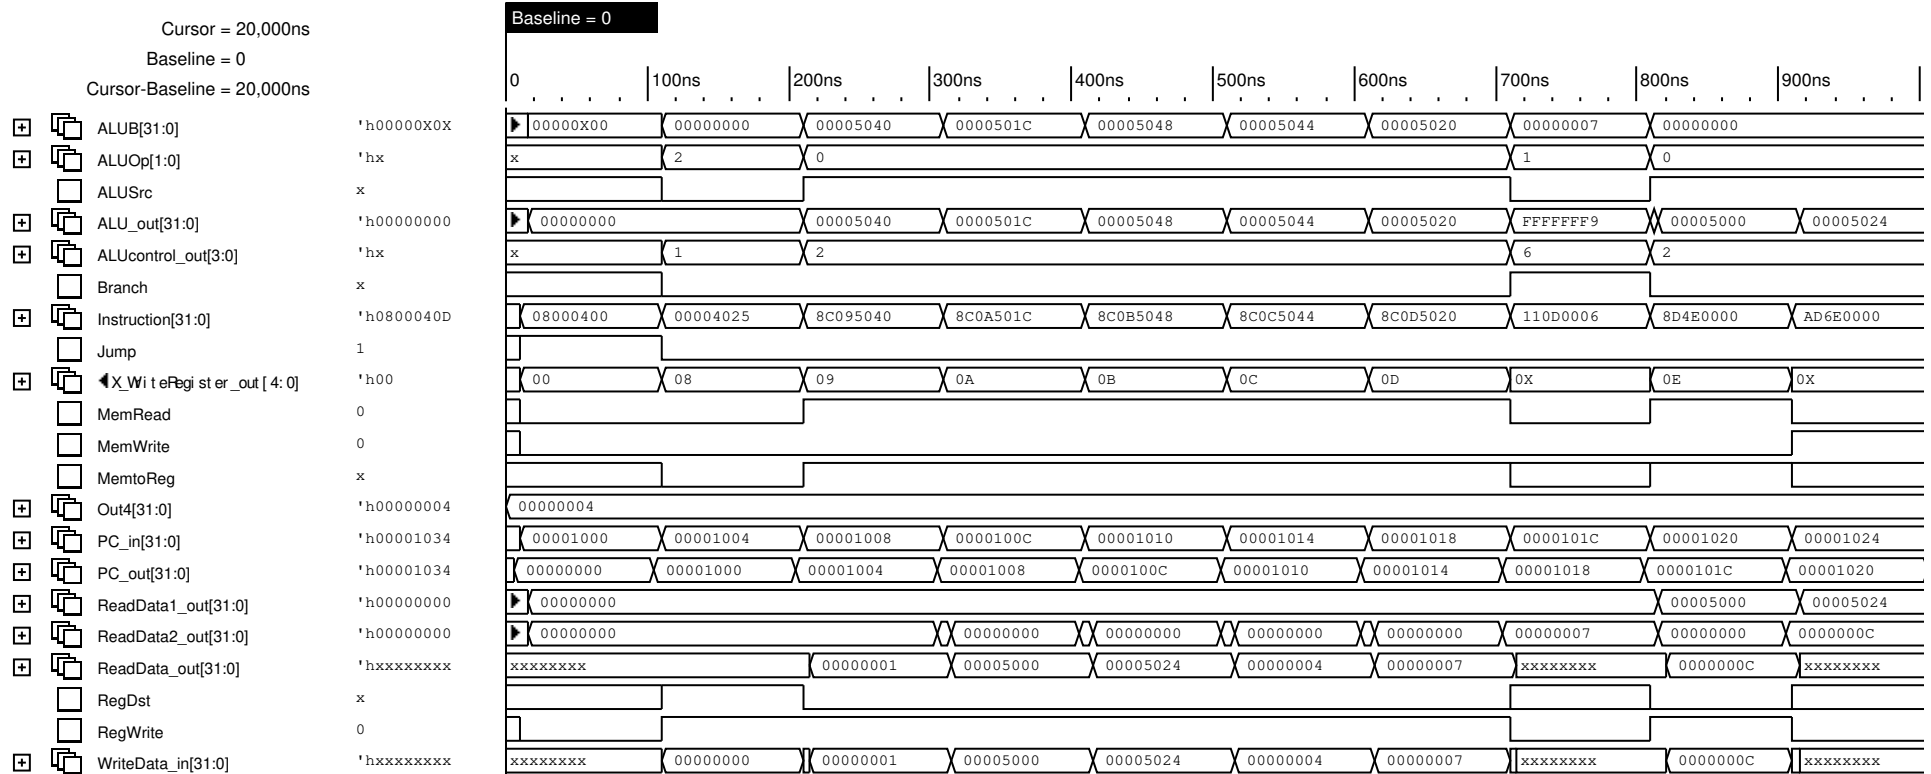 Baseline = 0
Cursor = 20,000ns
Baseline = 0
Cursor-Baseline = 20,000ns
0 100ns 200ns 300ns 400ns 500ns 600ns 700ns 800ns 900ns
ALUB[31:0] 'h00000X0X 00000X00 00000000 00005040 0000501C 00005048 00005044 00005020 00000007 00000000
ALUOp[1:0] 'hx x 2 0 1 0
ALUSrc x
ALU_out[31:0] 'h00000000 00000000 00005040 0000501C 00005048 00005044 00005020 FFFFFFF9 00005000 00005024
ALUcontrol_out[3:0] 'hx x 1 2 6 2
Branch x
Instruction[31:0] 'h0800040D 08000400 00004025 8C095040 8C0A501C 8C0B5048 8C0C5044 8C0D5020 110D0006 8D4E0000 AD6E0000
Jump 1
X_WriteRegister_out[4:0] 'h00 00 08 09 0A 0B 0C 0D 0X 0E 0X
MemRead 0
MemWrite 0
MemtoReg x
Out4[31:0] 'h00000004 00000004
PC_in[31:0] 'h00001034 00001000 00001004 00001008 0000100C 00001010 00001014 00001018 0000101C 00001020 00001024
PC_out[31:0] 'h00001034 00000000 00001000 00001004 00001008 0000100C 00001010 00001014 00001018 0000101C 00001020
ReadData1_out[31:0] 'h00000000 00000000 00005000 00005024
ReadData2_out[31:0] 'h00000000 00000000 00000000 00000000 00000000 00000000 00000007 00000000 0000000C
ReadData_out[31:0] 'hxxxxxxxx xxxxxxxx 00000001 00005000 00005024 00000004 00000007 xxxxxxxx 0000000C xxxxxxxx
RegDst x
RegWrite 0
WriteData_in[31:0] 'hxxxxxxxx xxxxxxxx 00000000 00000001 00005000 00005024 00000004 00000007 xxxxxxxx 0000000C xxxxxxxx